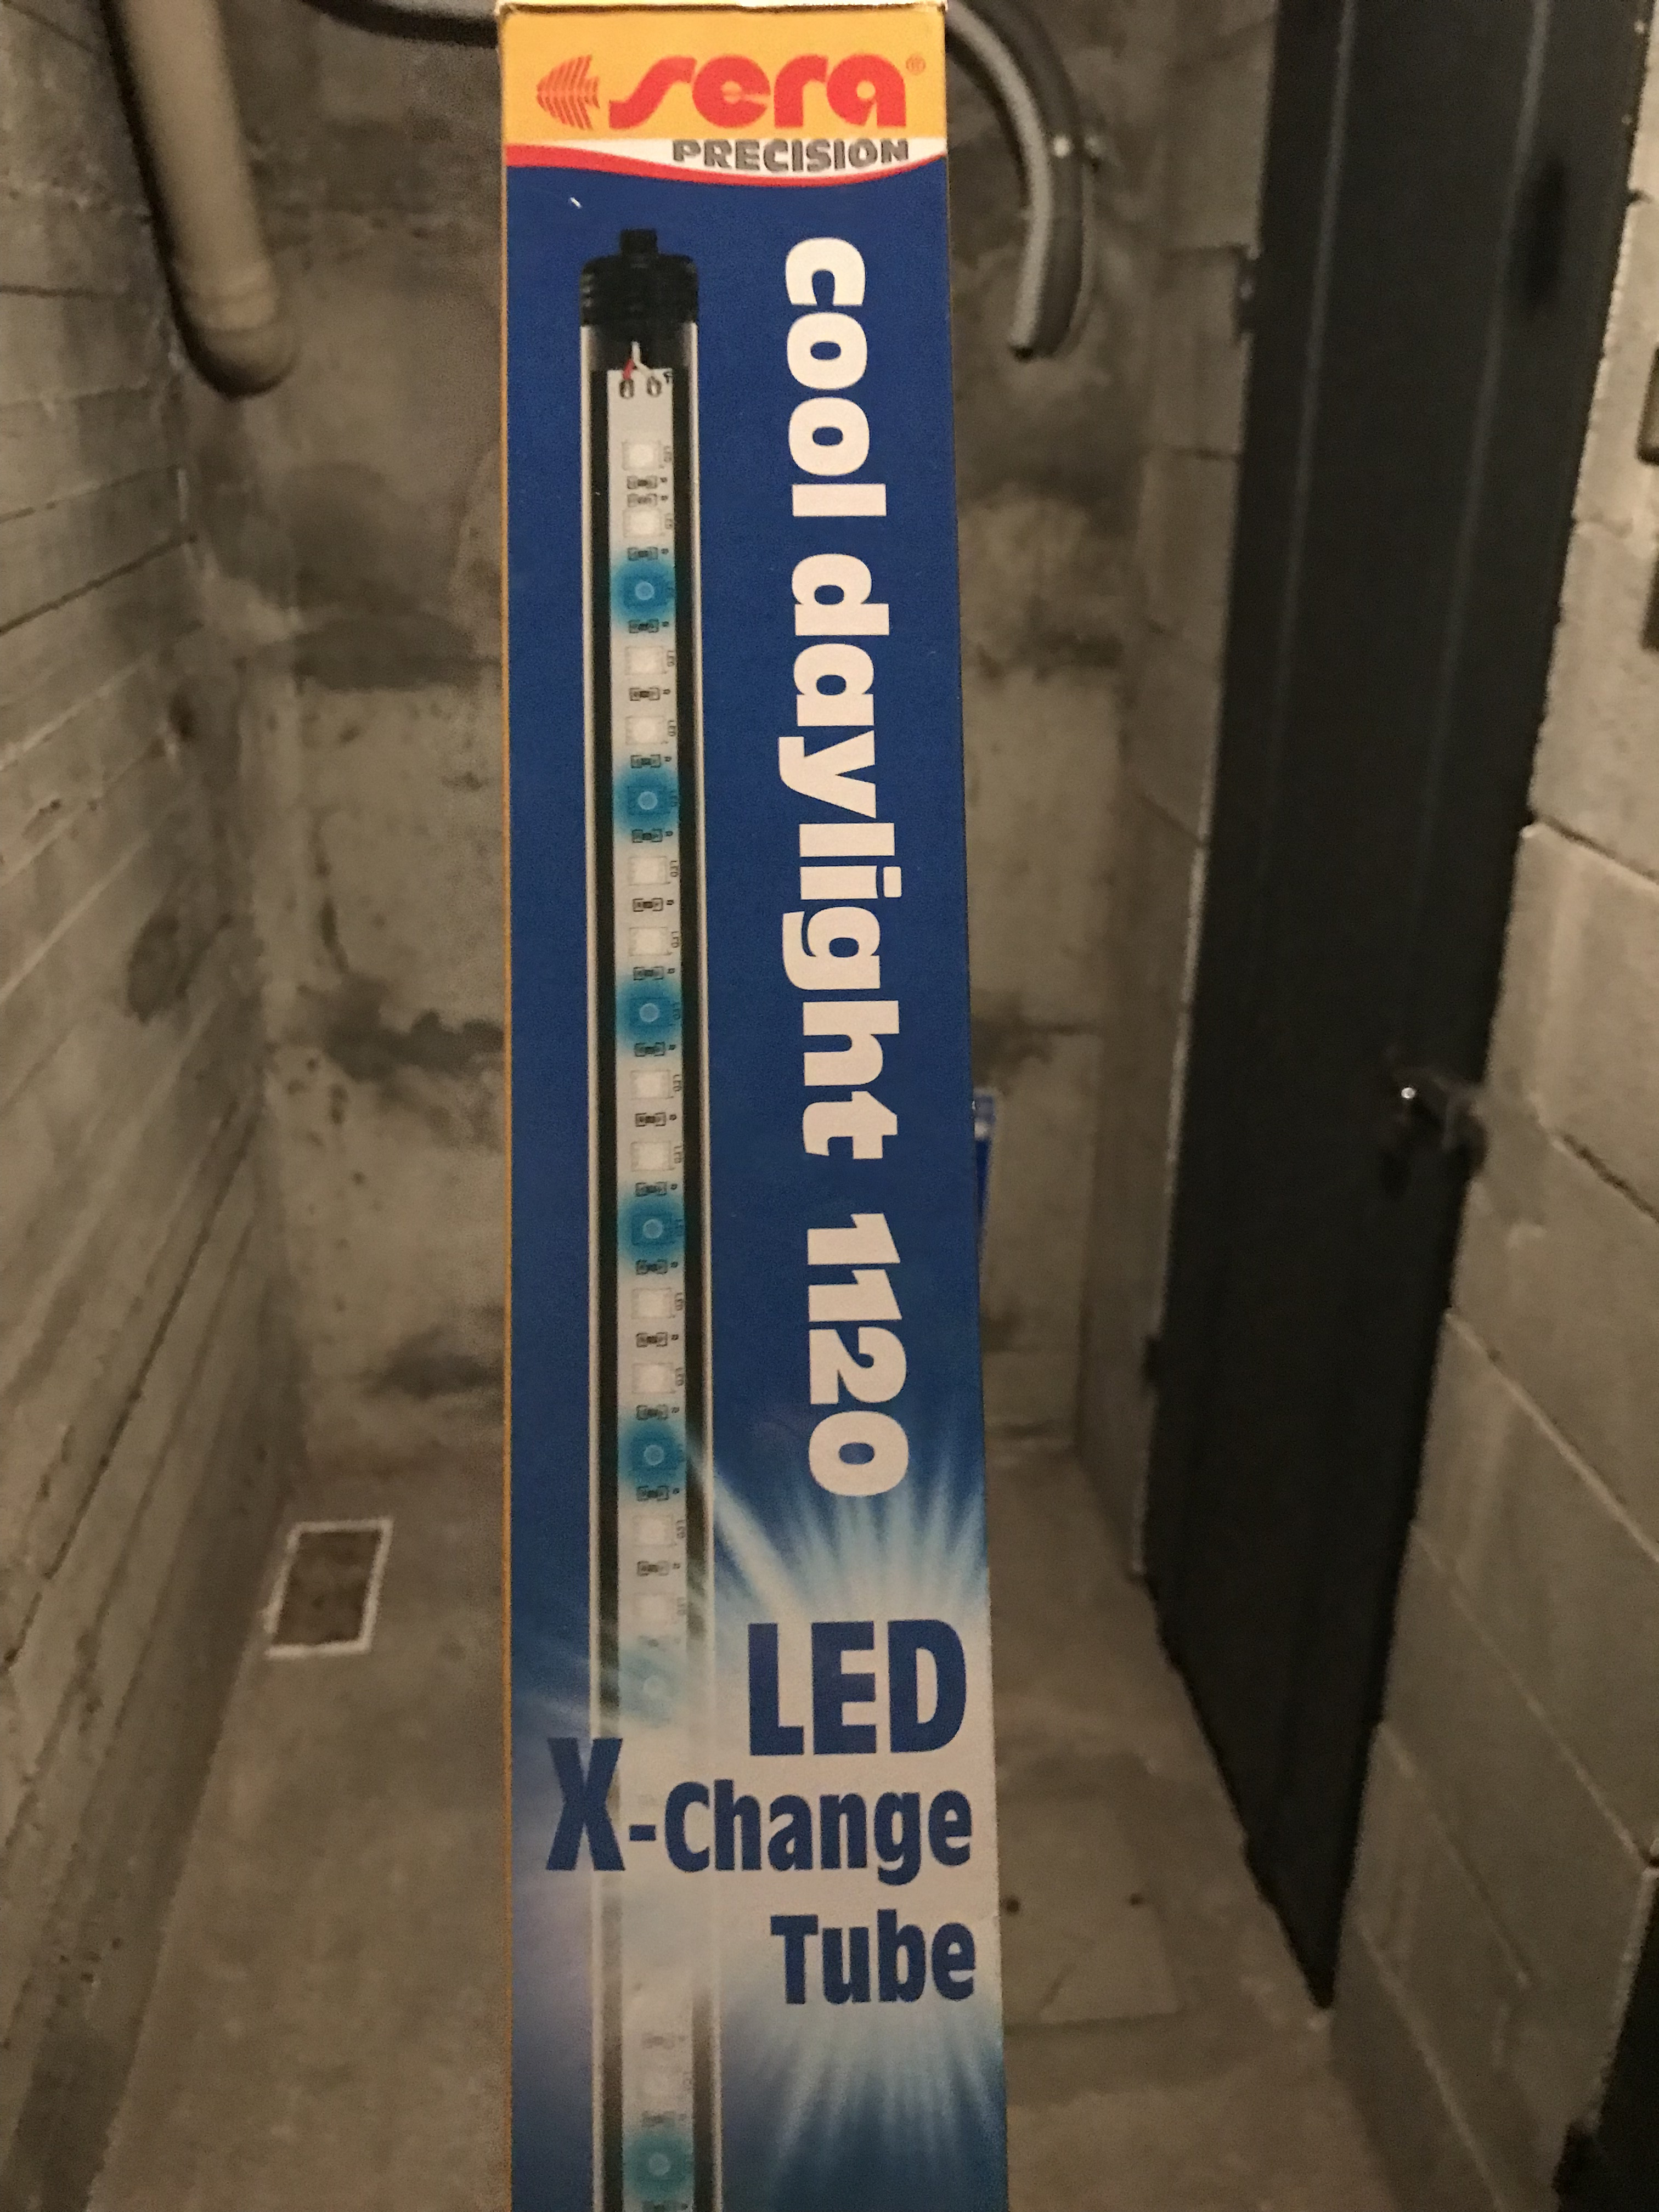 sera®
PRECISION
cool daylight 1120
LED
X-Change
Tube